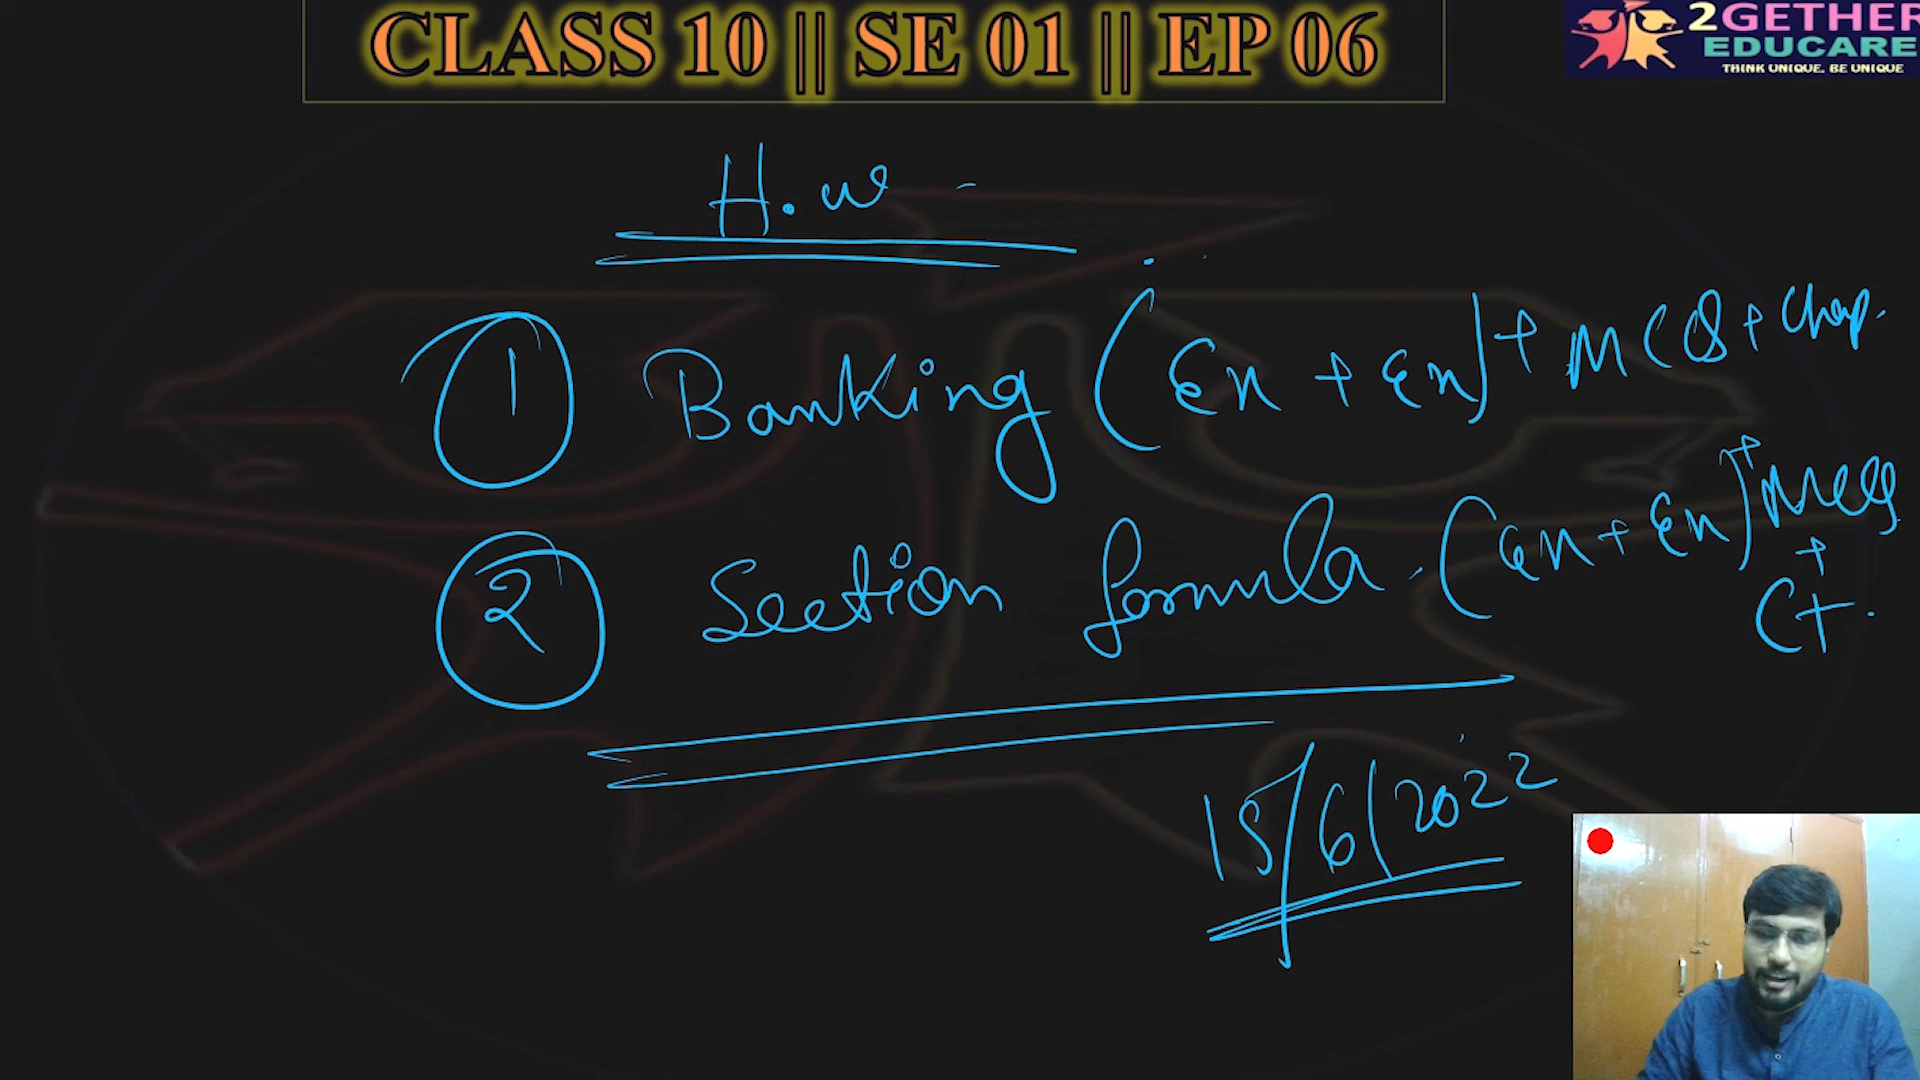 CLASS 10 || SE 01 || EP 06
2GETHER
EDUCARE
THINK UNIQUE, BE UNIQUE
H.W
1 Banking (Ex + Ex) + MCQ + Chap.
2 Section formula. (Ex + Ex) + MCQ
+
CT.
15/6/2022